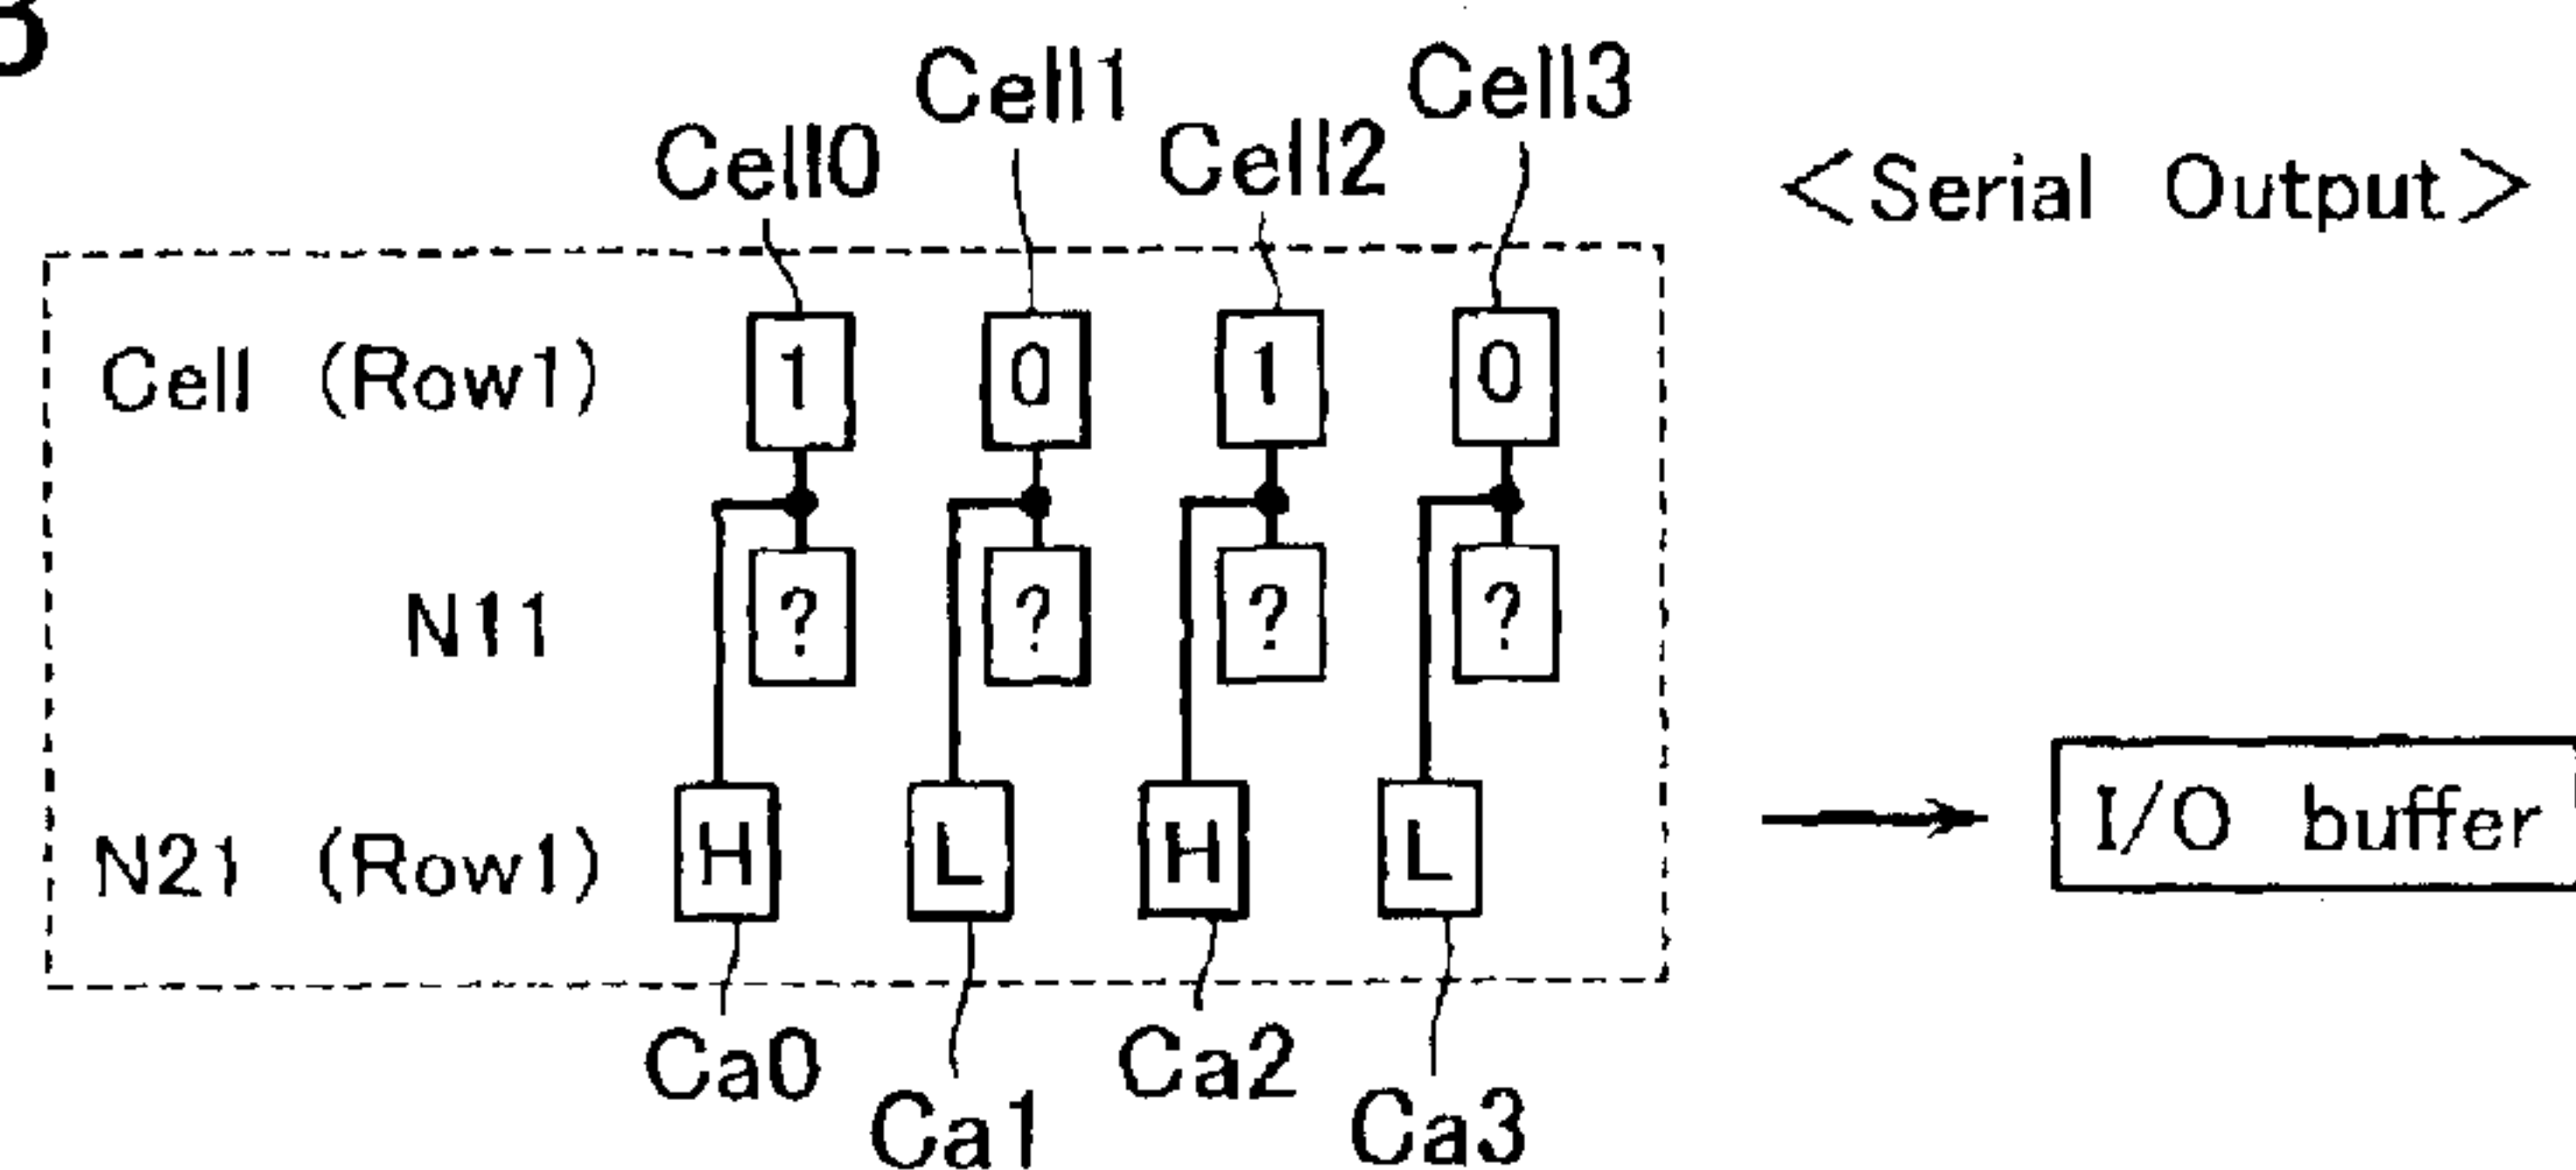 Cell1 Cell3
Cell0 Cell2
<Serial Output>
Cell (Row1) 1 0 1 0
N11 ? ? ? ?
I/O buffer
N21 (Row1) H L H L
Ca0 Ca2
Ca1 Ca3